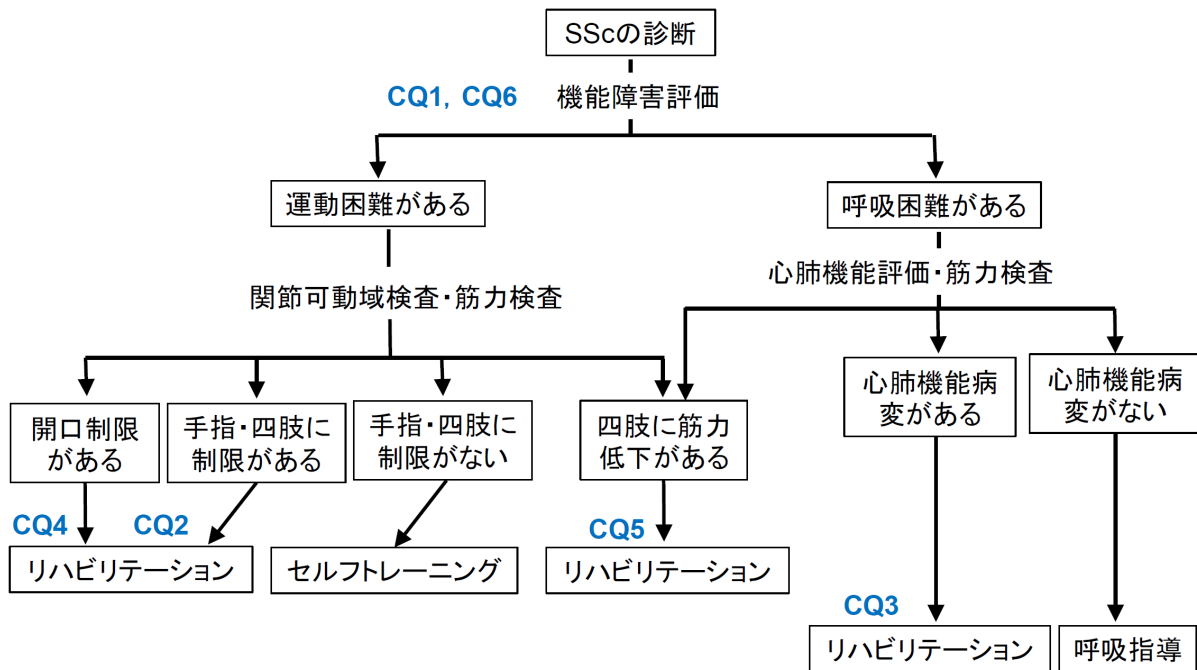 SScの診断
CQ1, CQ6 機能障害評価
運動困難がある
呼吸困難がある
関節可動域検査・筋力検査
心肺機能評価・筋力検査
開口制限
がある
手指・四肢に
制限がある
手指・四肢に
制限がない
四肢に筋力
低下がある
心肺機能病
変がある
心肺機能病
変がない
CQ4
CQ2
CQ5
リハビリテーション
セルフトレーニング
リハビリテーション
CQ3
リハビリテーション
呼吸指導